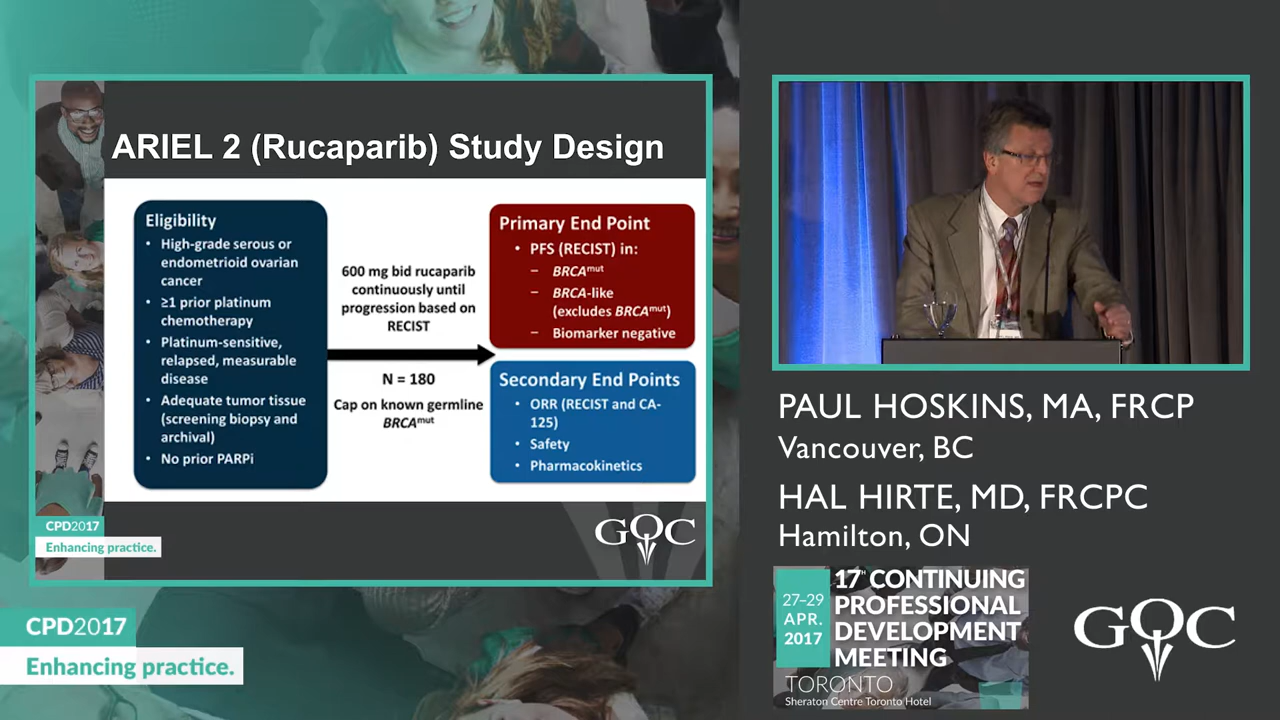 ARIEL 2 (Rucaparib) Study Design
Eligibility
• High-grade serous or
endometrioid ovarian
cancer
• ≥1 prior platinum
chemotherapy
• Platinum-sensitive,
relapsed, measurable
disease
• Adequate tumor tissue
(screening biopsy and
archival)
• No prior PARPi
600 mg bid rucaparib
continuously until
progression based on
RECIST
N = 180
Cap on known germline
BRCAmut
Primary End Point
• PFS (RECIST) in:
– BRCAmut
– BRCA-like
(excludes BRCAmut)
– Biomarker negative
Secondary End Points
• ORR (RECIST and CA-
125)
• Safety
• Pharmacokinetics
CPD2017
Enhancing practice.
GOC
CPD2017
Enhancing practice.
PAUL HOSKINS, MA, FRCP
Vancouver, BC
HAL HIRTE, MD, FRCPC
Hamilton, ON
27–29
APR.
2017
17th CONTINUING
PROFESSIONAL
DEVELOPMENT
MEETING
TORONTO
Sheraton Centre Toronto Hotel
GOC